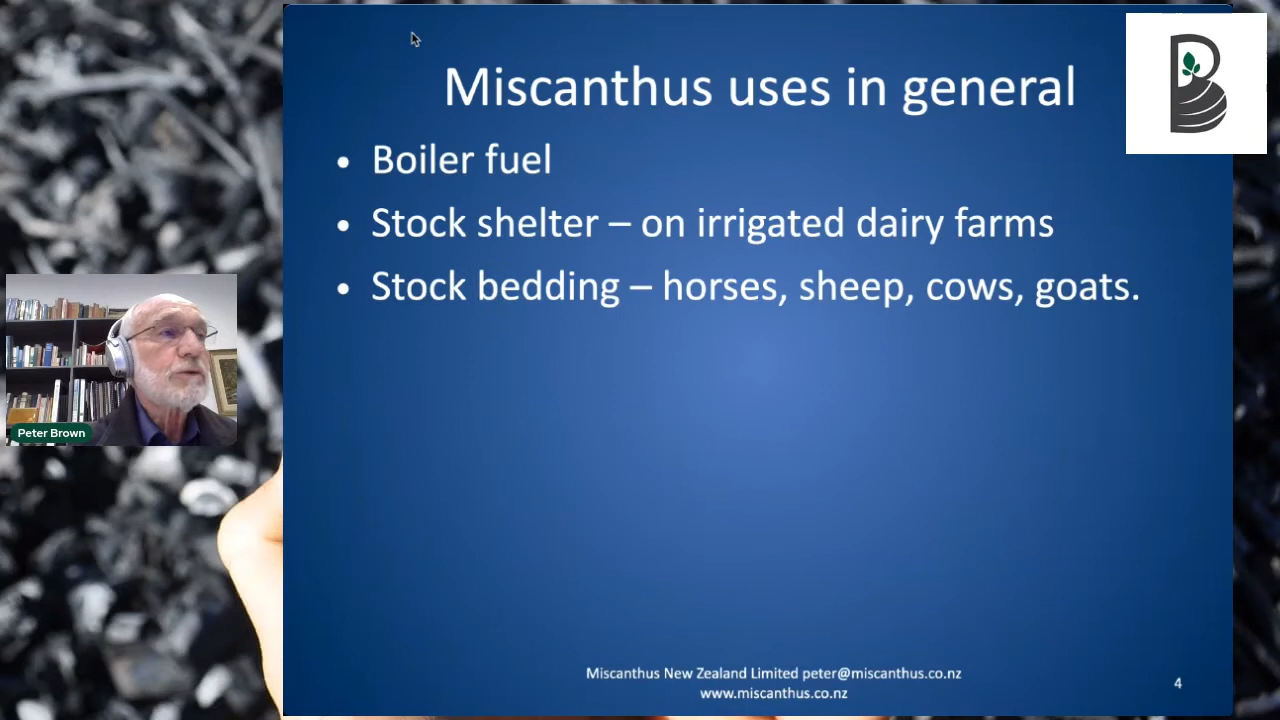 Miscanthus uses in general
• Boiler fuel
• Stock shelter – on irrigated dairy farms
• Stock bedding – horses, sheep, cows, goats.
Peter Brown
Miscanthus New Zealand Limited peter@miscanthus.co.nz
www.miscanthus.co.nz
4